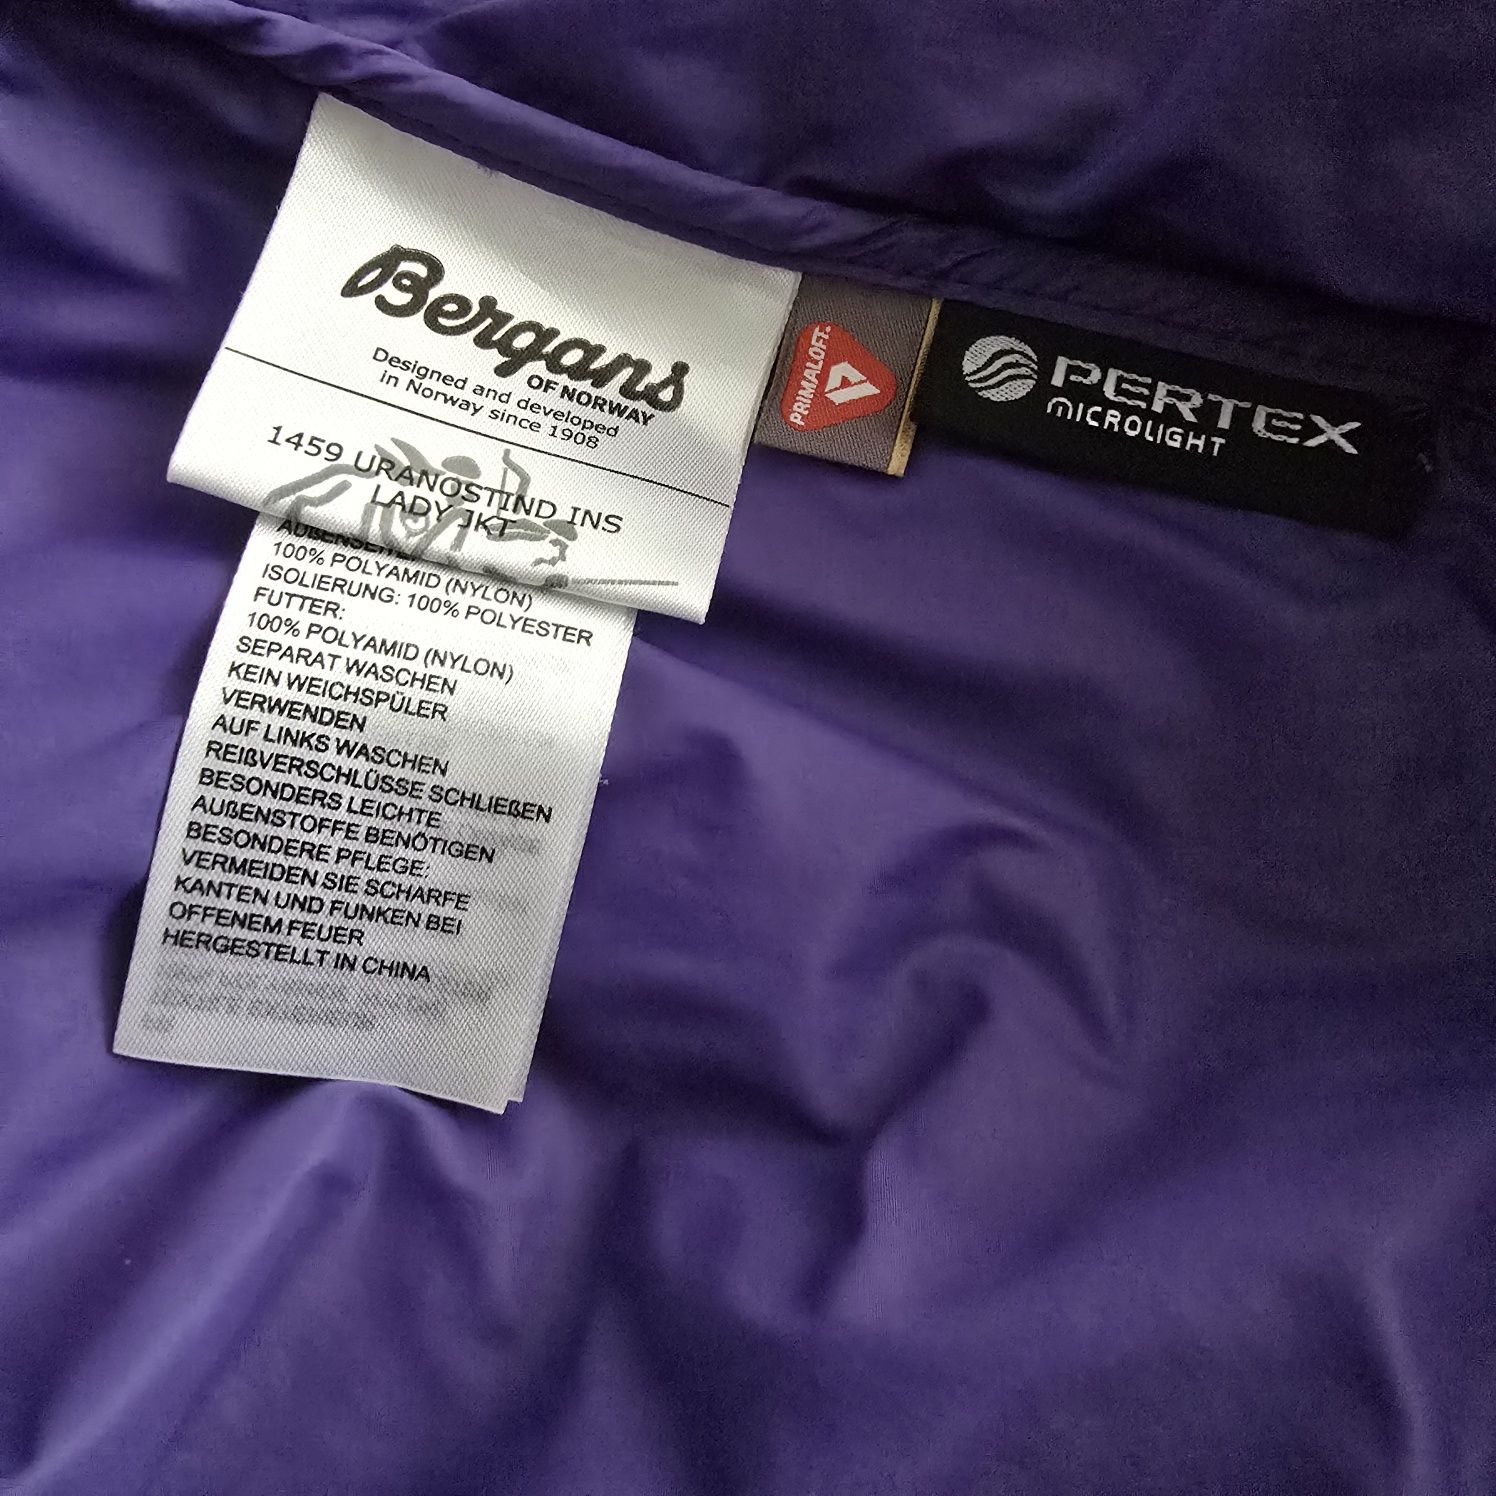 Bergans
OF NORWAY
Designed and developed
in Norway since 1908
1459 URANOSTIND INS
LADY JKT
PRIMALOFT
PERTEX
MICROLIGHT
AUßENSEITE
100% POLYAMID (NYLON)
ISOLIERUNG: 100% POLYESTER
FUTTER:
100% POLYAMID (NYLON)
SEPARAT WASCHEN
KEIN WEICHSPÜLER
VERWENDEN
AUF LINKS WASCHEN
REIßVERSCHLÜSSE SCHLIEßEN
BESONDERS LEICHTE
AUßENSTOFFE BENÖTIGEN
BESONDERE PFLEGE:
VERMEIDEN SIE SCHARFE
KANTEN UND FUNKEN BEI
OFFENEM FEUER
HERGESTELLT IN CHINA